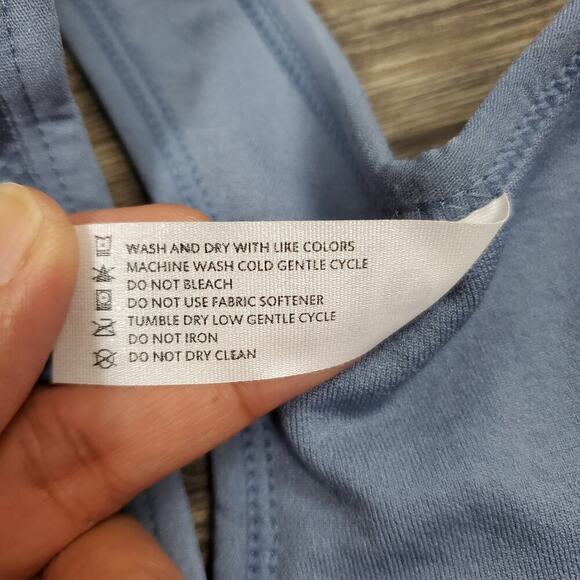 WASH AND DRY WITH LIKE COLORS
MACHINE WASH COLD GENTLE CYCLE
DO NOT BLEACH
DO NOT USE FABRIC SOFTENER
TUMBLE DRY LOW GENTLE CYCLE
DO NOT IRON
DO NOT DRY CLEAN